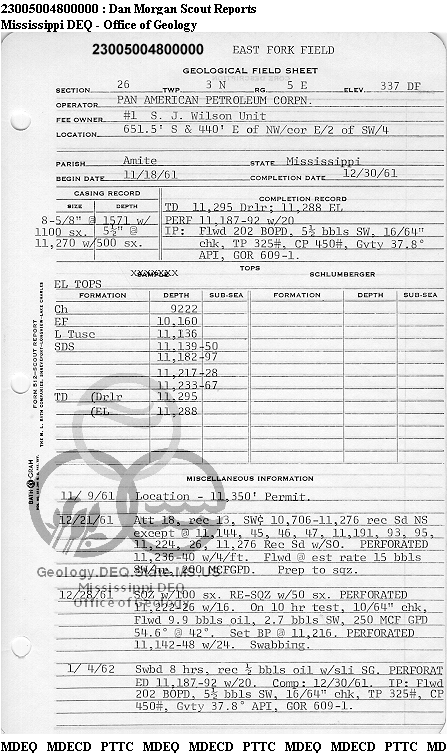 23005004800000 : Dan Morgan Scout Reports
Mississippi DEQ - Office of Geology
23005004800000 EAST FORK FIELD
GEOLOGICAL FIELD SHEET
SECTION 26 TWP. 3 N RG. 5 E ELEV. 337 DF
OPERATOR PAN AMERICAN PETROLEUM CORPN.
FEE OWNER #1 S. J. Wilson Unit
LOCATION 651.5' S & 440' E of NW/cor E/2 of SW/4
PARISH Amite STATE Mississippi
BEGIN DATE 11/18/61 COMPLETION DATE 12/30/61
CASING RECORD COMPLETION RECORD
SIZE DEPTH TD 11,295 Drlr; 11,288 EL
8-5/8" @ 1571 w/ PERF 11,187-92 w/20
1100 sx. 5½" @ IP: Flwd 202 BOPD, 5½ bbls SW, 16/64"
11,270 w/500 sx. chk, TP 325#, CP 450#, Gvty 37.8°
API, GOR 609-1.
SAMPLE TOPS SCHLUMBERGER
EL TOPS
FORMATION DEPTH SUB-SEA FORMATION DEPTH SUB-SEA
Ch 9222
EF 10,160
L Tusc 11,136
SDS 11,139-50
11,182-97
11,217-28
11,233-67
TD (Drlr 11,295
(EL 11,288
FORM 512-SCOUT REPORT
MISCELLANEOUS INFORMATION
11/ 9/61 Location - 11,350' Permit.
12/21/61 Att 18, rec 13, SW¢ 10,706-11,276 rec Sd NS
except @ 11,144, 45, 46, 47, 11,191, 93, 95,
11,224, 26, 11,276 Rec Sd w/SO. PERFORATED
11,236-40 w/4/ft. Flwd @ est rate 15 bbls
SW/hr, 200 MCFGPD. Prep to sqz.
Geology.DEQ.State.MS.US
Mississippi DEQ
Office of Geology
12/28/61 SQZ w/100 sx. RE-SQZ w/50 sx. PERFORATED
11,222-26 w/16. On 10 hr test, 10/64" chk,
Flwd 9.9 bbls oil, 2.7 bbls SW, 250 MCF GPD
54.6° @ 42°. Set BP @ 11,216. PERFORATED
11,142-48 w/24. Swabbing.
1/ 4/62 Swbd 8 hrs. rec ½ bbls oil w/sli SG. PERFORAT
ED 11,187-92 w/20. Comp: 12/30/61. IP: Flwd
202 BOPD, 5½ bbls SW, 16/64" chk, TP 325#, CP
450#, Gvty 37.8° API, GOR 609-1.
MDEQ MDECD PTTC MDEQ MDECD PTTC MDEQ MDECD PTTC MDEQ MD